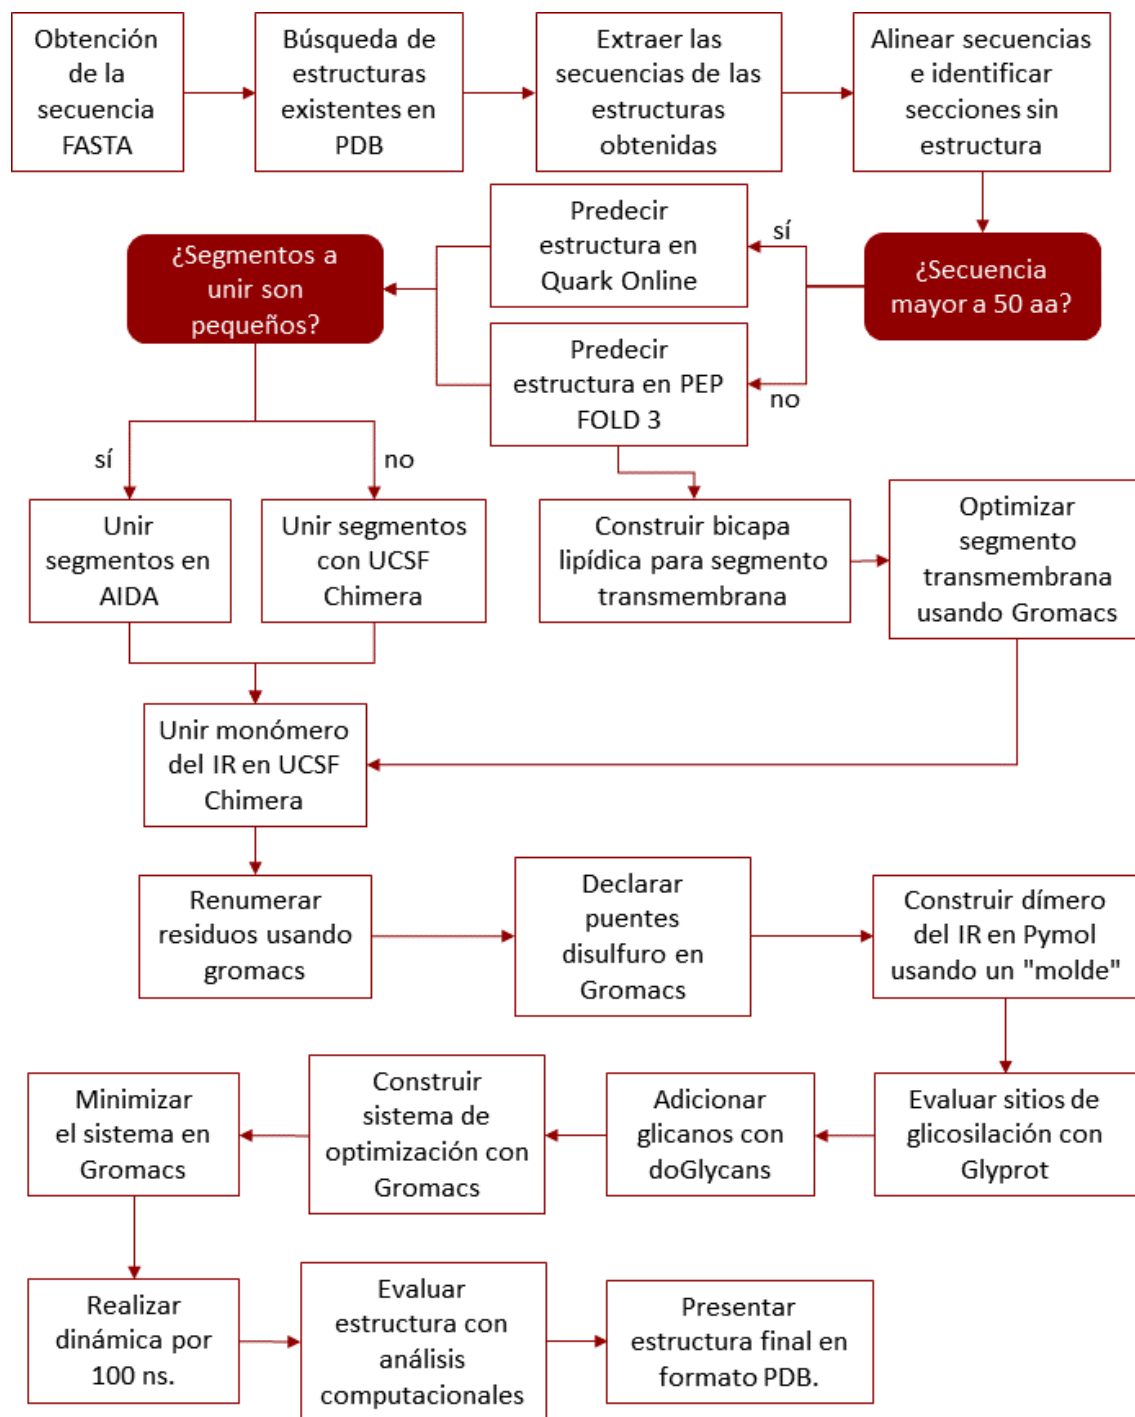 Obtención
de la
secuencia
FASTA
Búsqueda de
estructuras
existentes en
PDB
Extraer las
secuencias de las
estructuras
obtenidas
Alinear secuencias
e identificar
secciones sin
estructura
¿Secuencia
mayor a 50 aa?
sí
no
Predecir
estructura en
Quark Online
Predecir
estructura en PEP
FOLD 3
¿Segmentos a
unir son
pequeños?
sí
no
Unir
segmentos en
AIDA
Unir segmentos
con UCSF
Chimera
Construir bicapa
lipídica para segmento
transmembrana
Optimizar
segmento
transmembrana
usando Gromacs
Unir monómero
del IR en UCSF
Chimera
Renumerar
residuos usando
gromacs
Declarar
puentes
disulfuro en
Gromacs
Construir dímero
del IR en Pymol
usando un "molde"
Evaluar sitios de
glicosilación con
Glyprot
Adicionar
glicanos con
doGlycans
Construir
sistema de
optimización con
Gromacs
Minimizar
el sistema en
Gromacs
Realizar
dinámica por
100 ns.
Evaluar
estructura con
análisis
computacionales
Presentar
estructura final en
formato PDB.